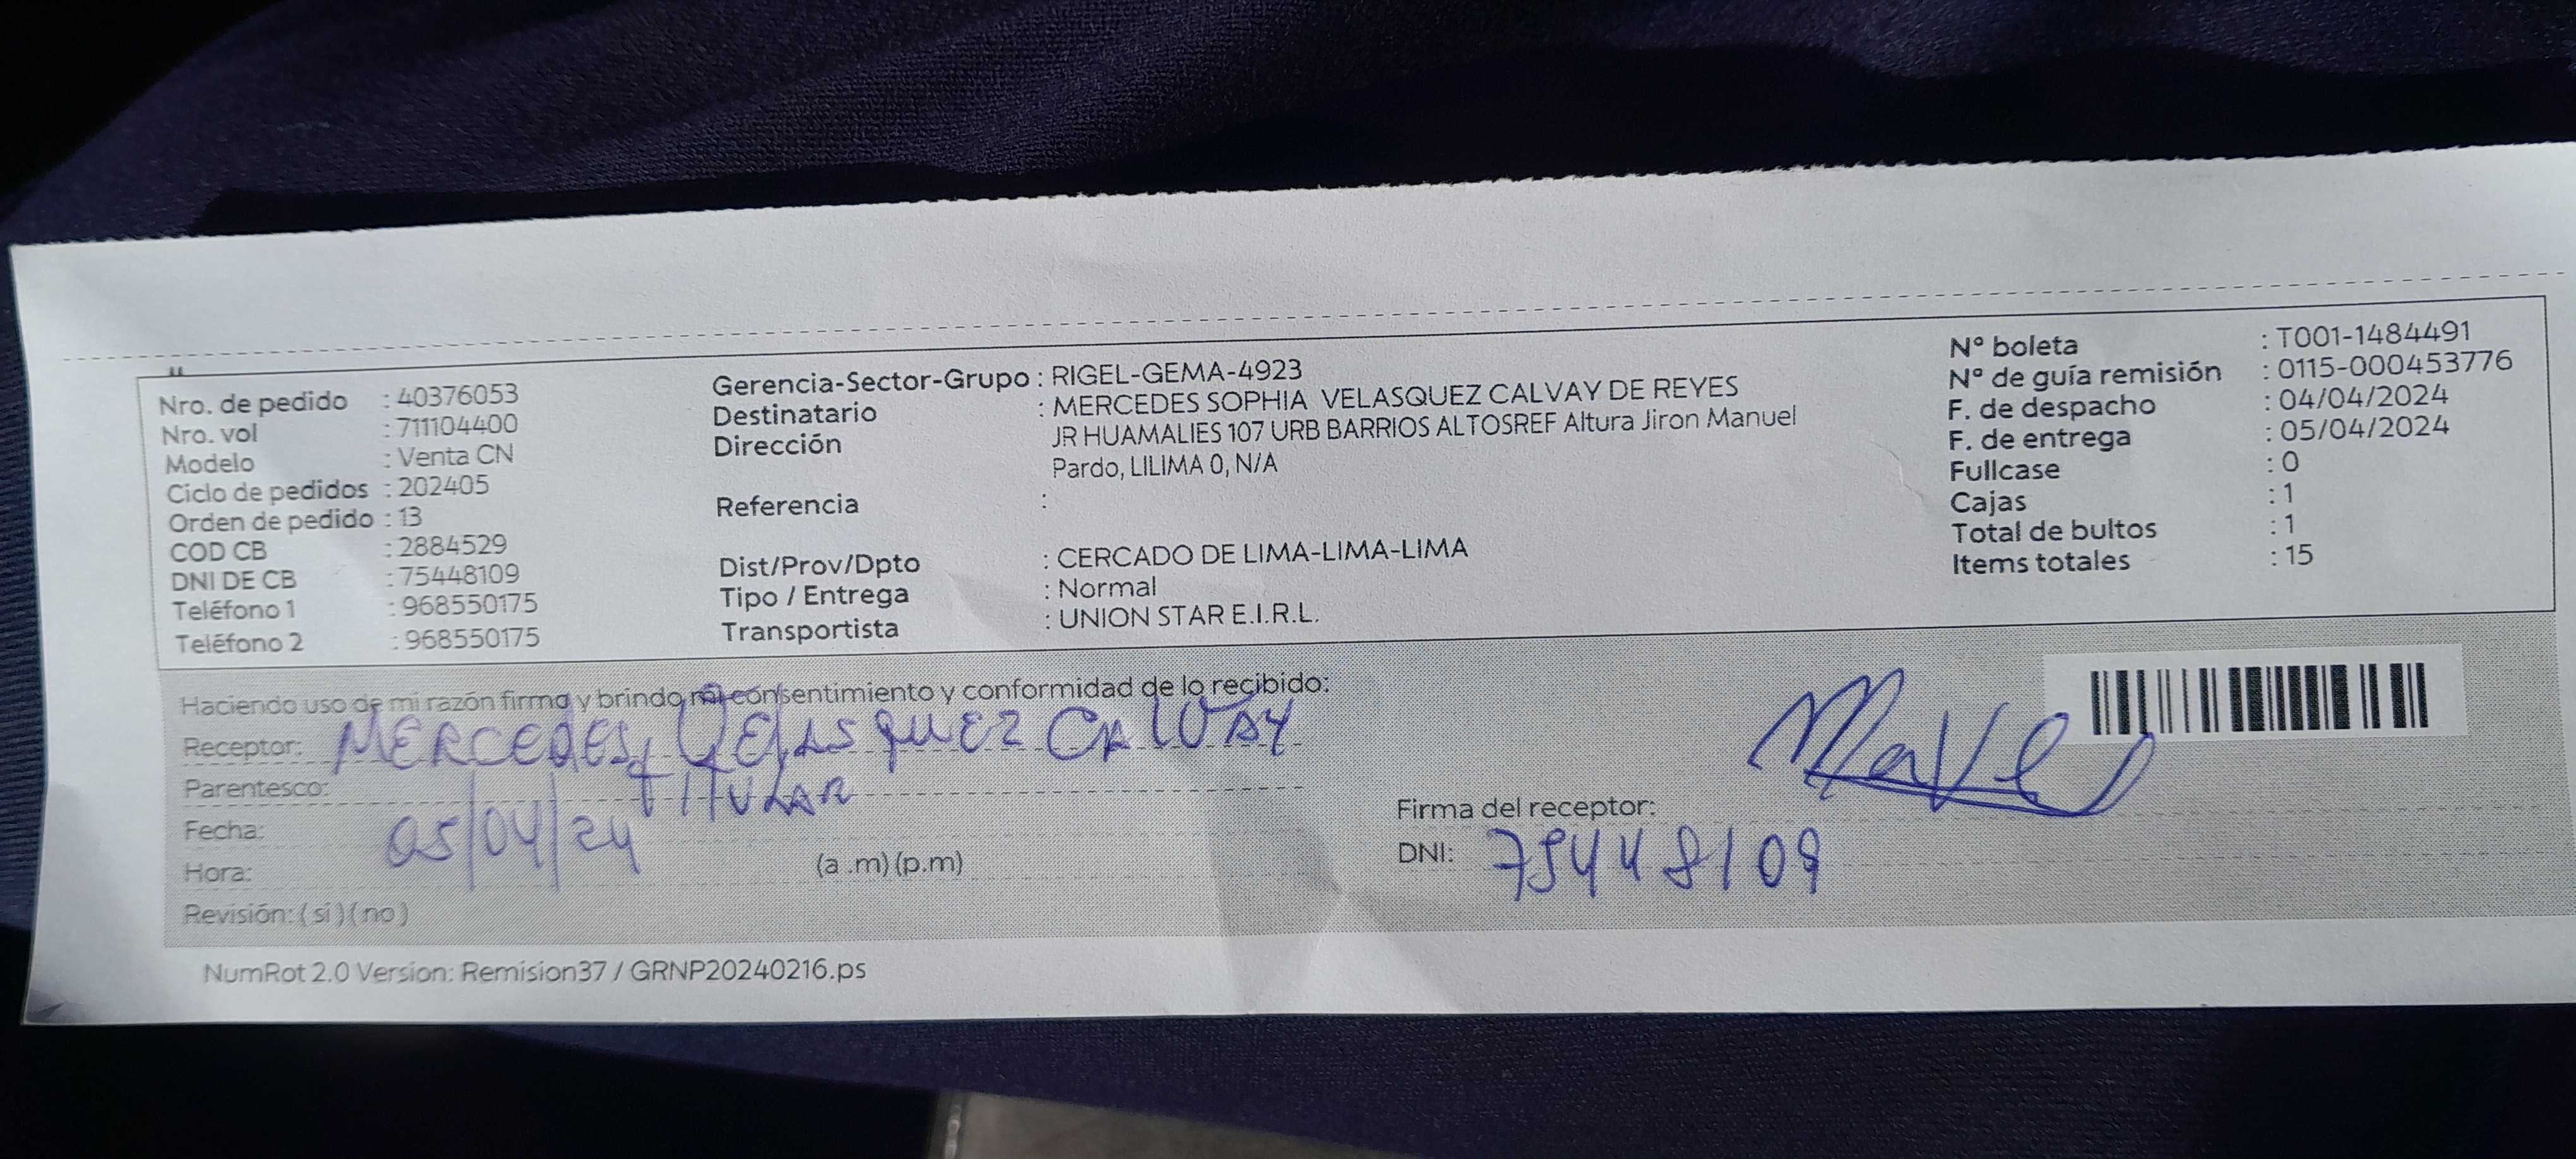 Nro. de pedido : 40376053
Nro. vol : 711104400
Modelo : Venta CN
Ciclo de pedidos : 202405
Orden de pedido : 13
COD CB : 2884529
DNI DE CB : 75448109
Teléfono 1 : 968550175
Teléfono 2 : 968550175
Gerencia-Sector-Grupo : RIGEL-GEMA-4923
Destinatario : MERCEDES SOPHIA VELASQUEZ CALVAY DE REYES
Dirección JR HUAMALIES 107 URB BARRIOS ALTOSREF Altura Jiron Manuel
Pardo, LILIMA 0, N/A
Referencia :
Dist/Prov/Dpto : CERCADO DE LIMA-LIMA-LIMA
Tipo / Entrega : Normal
Transportista : UNION STAR E.I.R.L.
N° boleta : T001-1484491
N° de guía remisión : 0115-000453776
F. de despacho : 04/04/2024
F. de entrega : 05/04/2024
Fullcase : 0
Cajas : 1
Total de bultos : 1
Items totales : 15
Haciendo uso de mi razón firmo y brindo mi consentimiento y conformidad de lo recibido:
Receptor: MERCEDES VELASQUEZ CALVAY
Parentesco: TITULAR
Fecha: 05/04/24
Hora: (a .m) (p.m)
Revisión: ( si ) ( no )
Firma del receptor:
DNI: 75448109
NumRot 2.0 Version: Remision37 / GRNP20240216.ps